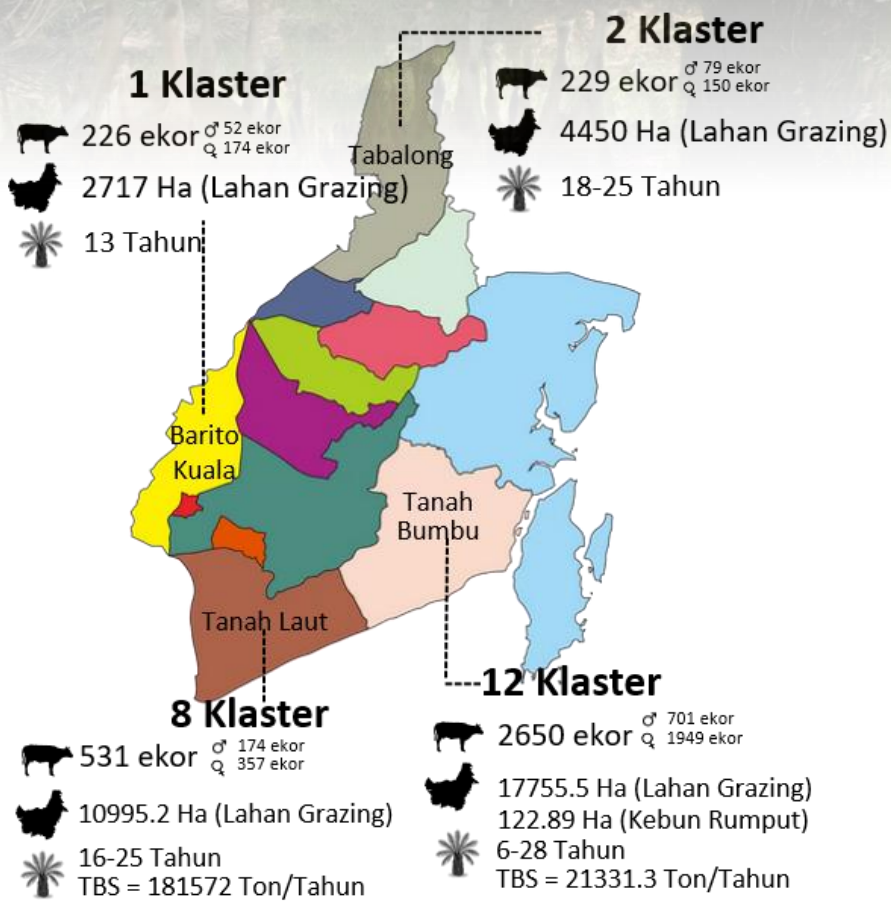 2 Klaster
229 ekor ♂ 79 ekor
♀ 150 ekor
4450 Ha (Lahan Grazing)
18-25 Tahun
1 Klaster
226 ekor ♂ 52 ekor
♀ 174 ekor
2717 Ha (Lahan Grazing)
13 Tahun
Tabalong
Barito
Kuala
Tanah
Bumbu
Tanah Laut
8 Klaster
531 ekor ♂ 174 ekor
♀ 357 ekor
10995.2 Ha (Lahan Grazing)
16-25 Tahun
TBS = 181572 Ton/Tahun
12 Klaster
2650 ekor ♂ 701 ekor
♀ 1949 ekor
17755.5 Ha (Lahan Grazing)
122.89 Ha (Kebun Rumput)
6-28 Tahun
TBS = 21331.3 Ton/Tahun